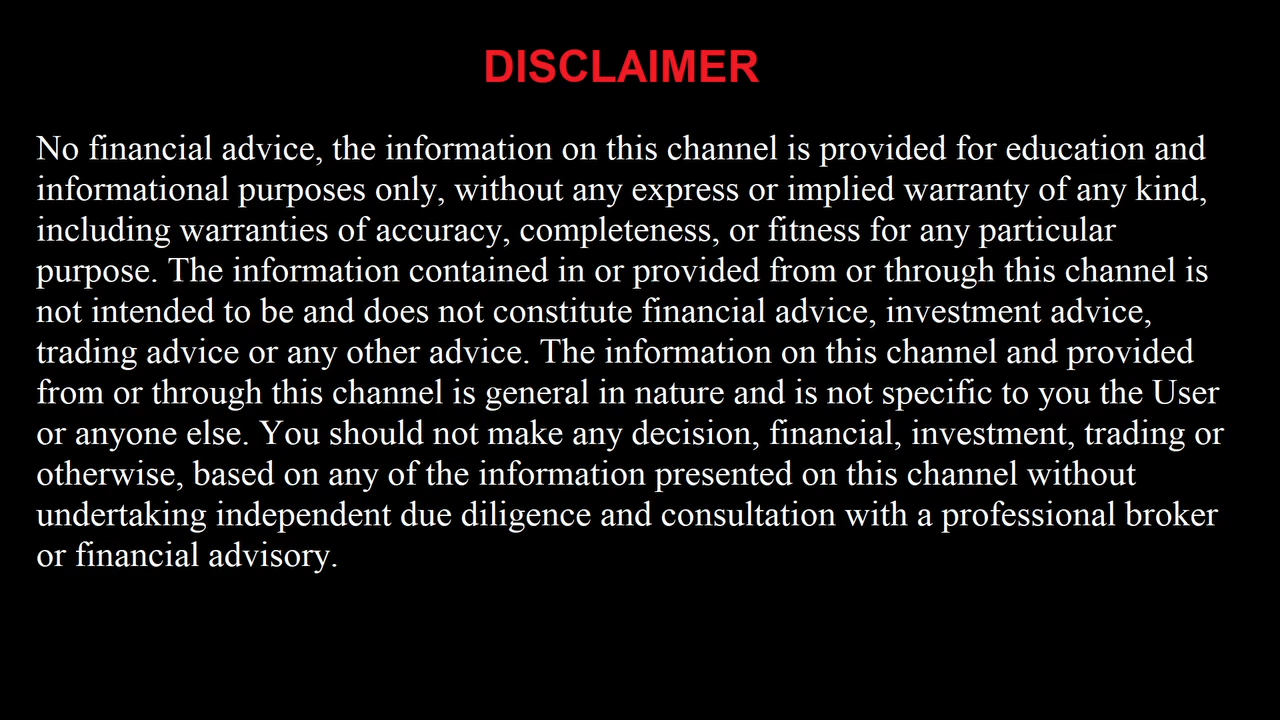 DISCLAIMER
No financial advice, the information on this channel is provided for education and
informational purposes only, without any express or implied warranty of any kind,
including warranties of accuracy, completeness, or fitness for any particular
purpose. The information contained in or provided from or through this channel is
not intended to be and does not constitute financial advice, investment advice,
trading advice or any other advice. The information on this channel and provided
from or through this channel is general in nature and is not specific to you the User
or anyone else. You should not make any decision, financial, investment, trading or
otherwise, based on any of the information presented on this channel without
undertaking independent due diligence and consultation with a professional broker
or financial advisory.